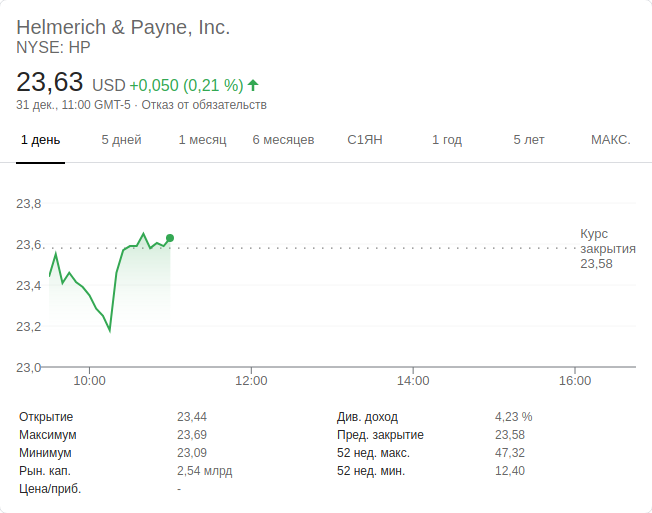 Helmerich & Payne, Inc.
NYSE: HP
23,63 USD +0,050 (0,21 %)
31 дек., 11:00 GMT-5 · Отказ от обязательств
1 день 5 дней 1 месяц 6 месяцев С1ЯН 1 год 5 лет МАКС.
23,8
23,6
23,4
23,2
23,0
Курс
закрытия
23,58
10:00 12:00 14:00 16:00
Открытие 23,44
Максимум 23,69
Минимум 23,09
Рын. кап. 2,54 млрд
Цена/приб. -
Див. доход 4,23 %
Пред. закрытие 23,58
52 нед. макс. 47,32
52 нед. мин. 12,40